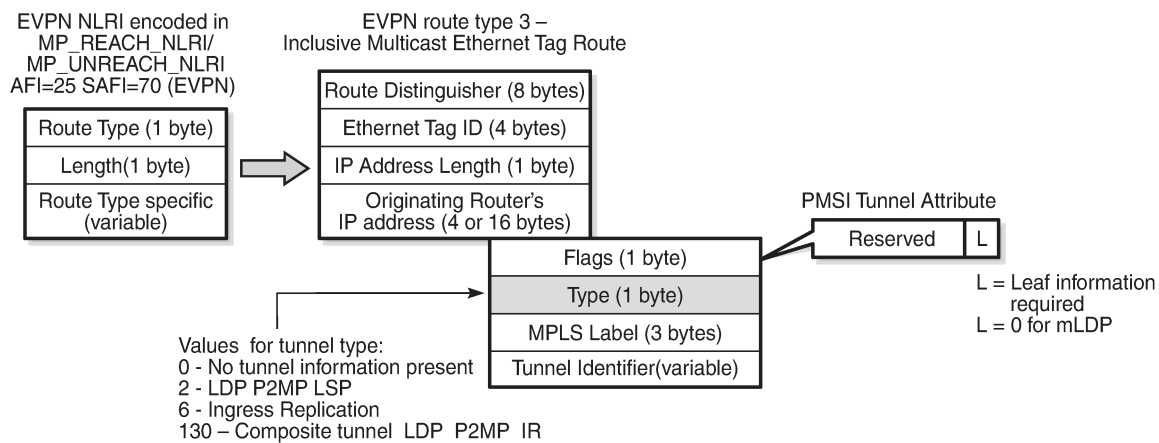 EVPN NLRI encoded in
MP_REACH_NLRI/
MP_UNREACH_NLRI
AFI=25 SAFI=70 (EVPN)
Route Type (1 byte)
Length(1 byte)
Route Type specific
(variable)
EVPN route type 3 –
Inclusive Multicast Ethernet Tag Route
Route Distinguisher (8 bytes)
Ethernet Tag ID (4 bytes)
IP Address Length (1 byte)
Originating Router's
IP address (4 or 16 bytes)
Flags (1 byte)
Type (1 byte)
MPLS Label (3 bytes)
Tunnel Identifier(variable)
PMSI Tunnel Attribute
Reserved
L
L = Leaf information
required
L = 0 for mLDP
Values for tunnel type:
0 - No tunnel information present
2 - LDP P2MP LSP
6 - Ingress Replication
130 – Composite tunnel LDP P2MP IR